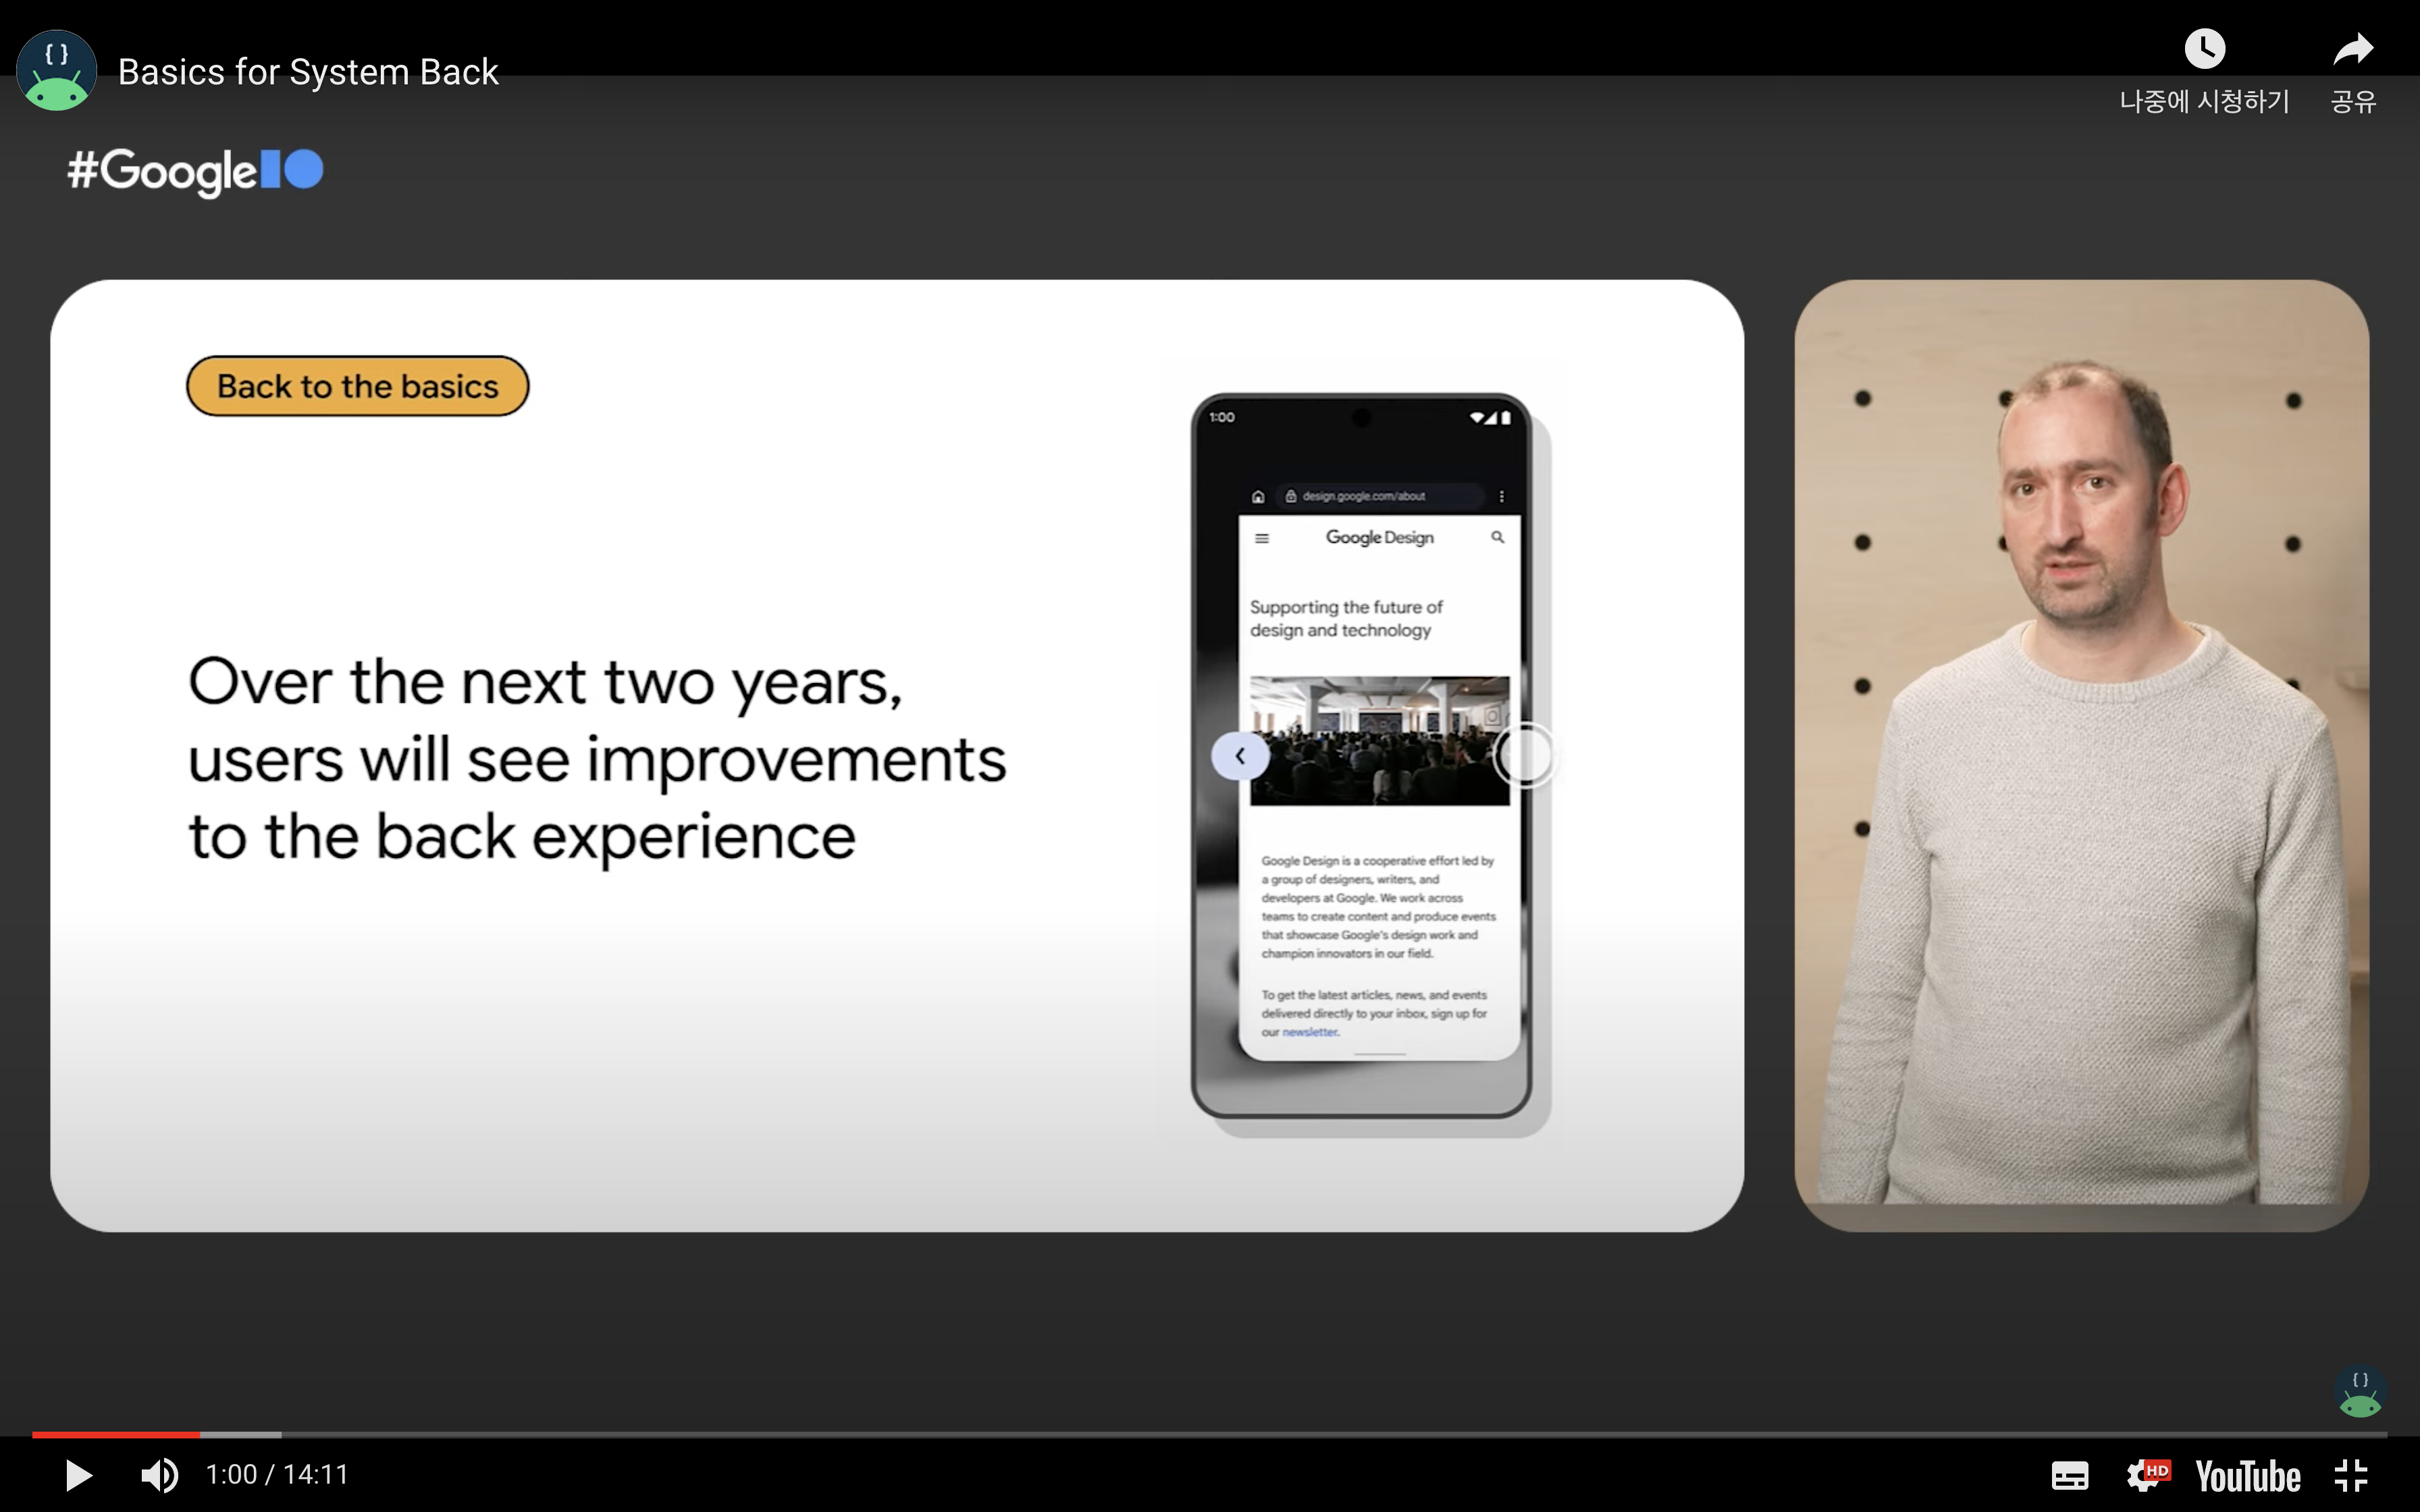 { }
Basics for System Back
나중에 시청하기
공유
#GoogleIO
Back to the basics
Over the next two years,
users will see improvements
to the back experience
1:00
design.google.com/about
Google Design
Supporting the future of
design and technology
Google Design is a cooperative effort led by
a group of designers, writers, and
developers at Google. We work across
teams to create content and produce events
that showcase Google's design work and
champion innovators in our field.
To get the latest articles, news, and events
delivered directly to your inbox, sign up for
our newsletter.
{ }
1:00 / 14:11
HD
YouTube